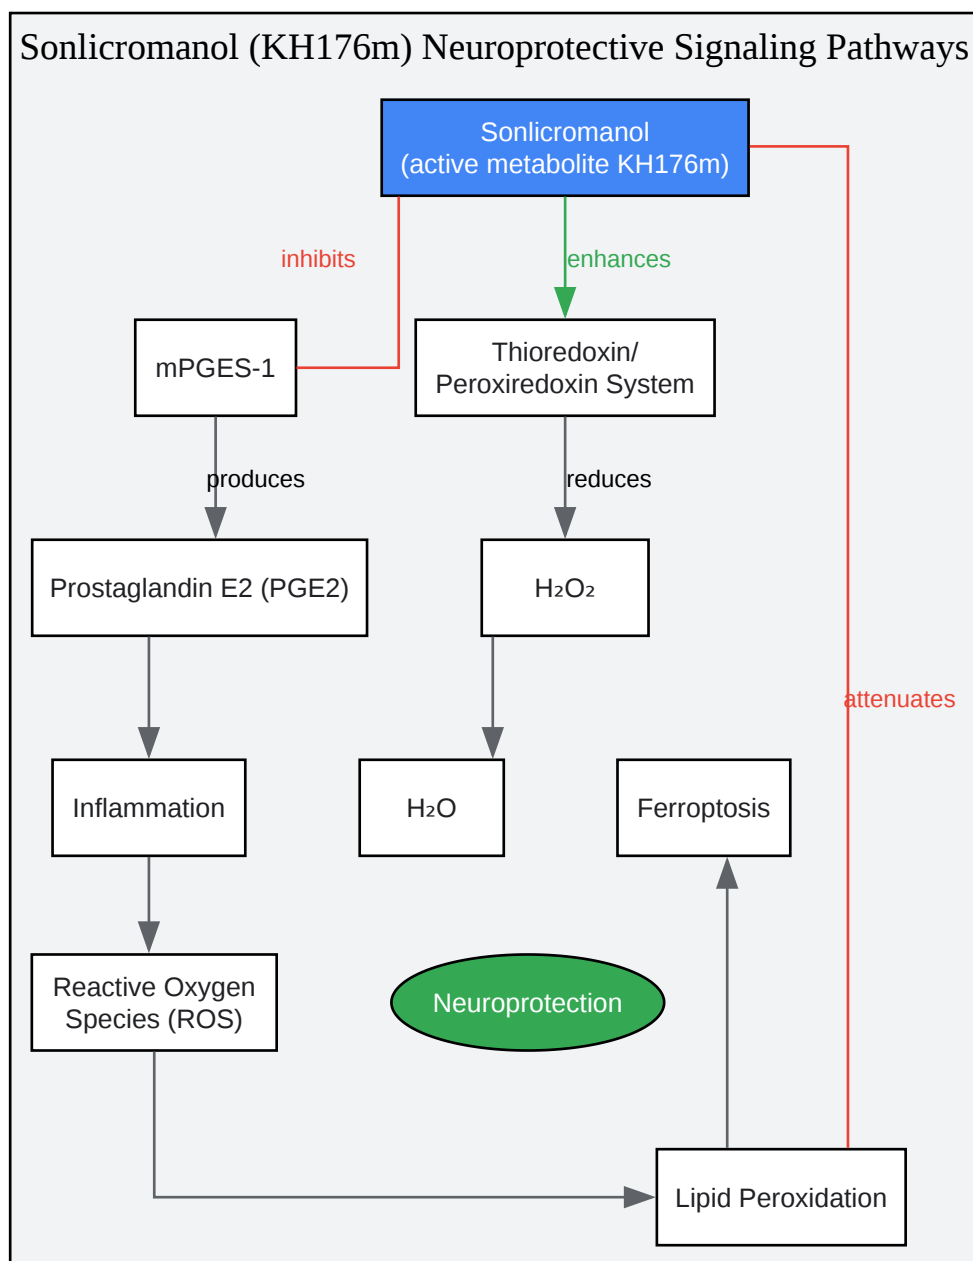 Sonlicromanol (KH176m) Neuroprotective Signaling Pathways
Sonlicromanol
(active metabolite KH176m)
inhibits
enhances
mPGES-1
Thioredoxin/
Peroxiredoxin System
produces
reduces
Prostaglandin E2 (PGE2)
H₂O₂
attenuates
Inflammation
H₂O
Ferroptosis
Reactive Oxygen
Species (ROS)
Neuroprotection
Lipid Peroxidation